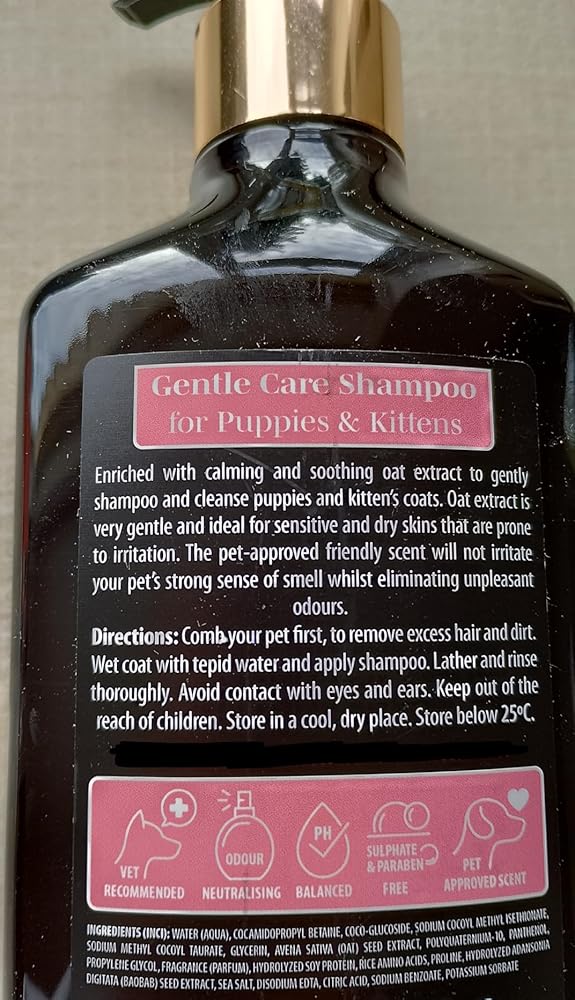 Gentle Care Shampoo
for Puppies & Kittens
Enriched with calming and soothing oat extract to gently
shampoo and cleanse puppies and kitten's coats. Oat extract is
very gentle and ideal for sensitive and dry skins that are prone
to irritation. The pet-approved friendly scent will not irritate
your pet's strong sense of smell whilst eliminating unpleasant
odours.
Directions: Comb your pet first, to remove excess hair and dirt.
Wet coat with tepid water and apply shampoo. Lather and rinse
thoroughly. Avoid contact with eyes and ears. Keep out of the
reach of children. Store in a cool, dry place. Store below 25ºC.
VET
RECOMMENDED
ODOUR
NEUTRALISING
PH
BALANCED
SULPHATE
& PARABEN
FREE
PET
APPROVED SCENT
INGREDIENTS (INCI): WATER (AQUA), COCAMIDOPROPYL BETAINE, COCO-GLUCOSIDE, SODIUM COCOYL METHYL ISETHIONATE,
SODIUM METHYL COCOYL TAURATE, GLYCERIN, AVENA SATIVA (OAT) SEED EXTRACT, POLYQUATERNIUM-10, PANTHENOL,
PROPYLENE GLYCOL, FRAGRANCE (PARFUM), HYDROLYZED SOY PROTEIN, RICE AMINO ACIDS, PROLINE, HYDROLYZED ADANSONIA
DIGITATA (BAOBAB) SEED EXTRACT, SEA SALT, DISODIUM EDTA, CITRIC ACID, SODIUM BENZOATE, POTASSIUM SORBATE